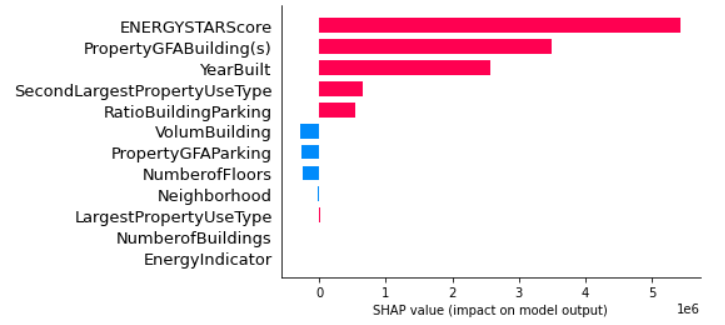 ENERGYSTARScore
PropertyGFABuilding(s)
YearBuilt
SecondLargestPropertyUseType
RatioBuildingParking
VolumBuilding
PropertyGFAParking
NumberofFloors
Neighborhood
LargestPropertyUseType
NumberofBuildings
EnergyIndicator
0 1 2 3 4 5
SHAP value (impact on model output)
1e6